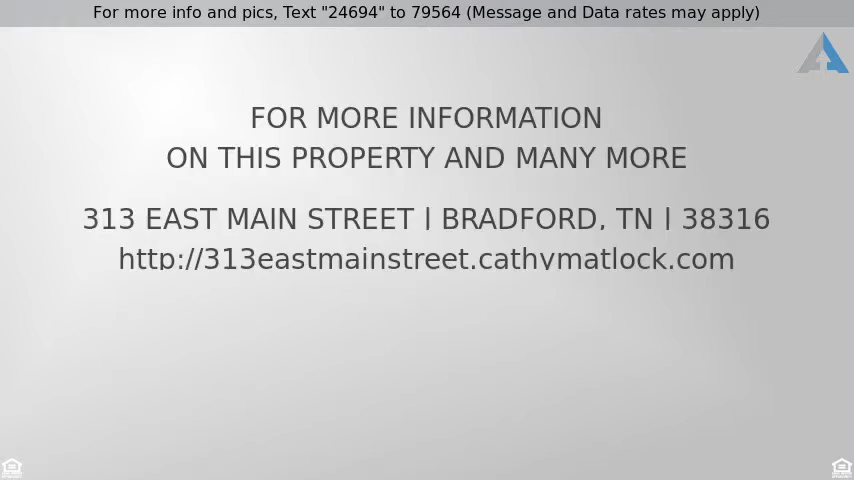 For more info and pics, Text "24694" to 79564 (Message and Data rates may apply)
FOR MORE INFORMATION
ON THIS PROPERTY AND MANY MORE
313 EAST MAIN STREET | BRADFORD, TN | 38316
http://313eastmainstreet.cathymatlock.com